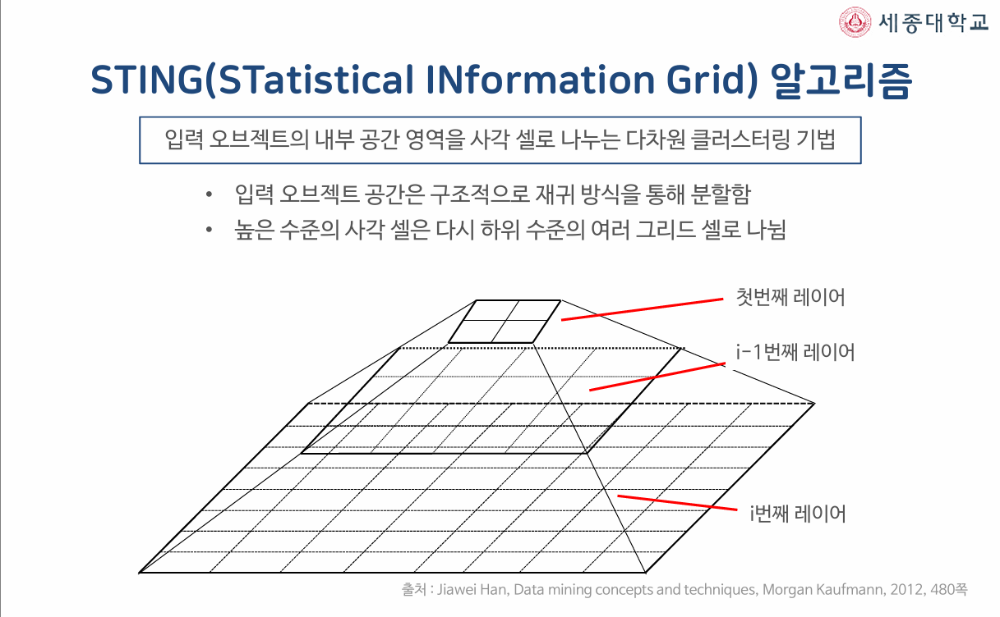 세종대학교
STING(STatistical INformation Grid) 알고리즘
입력 오브젝트의 내부 공간 영역을 사각 셀로 나누는 다차원 클러스터링 기법
• 입력 오브젝트 공간은 구조적으로 재귀 방식을 통해 분할함
• 높은 수준의 사각 셀은 다시 하위 수준의 여러 그리드 셀로 나뉨
첫번째 레이어
i-1번째 레이어
i번째 레이어
출처 : Jiawei Han, Data mining concepts and techniques, Morgan Kaufmann, 2012, 480쪽